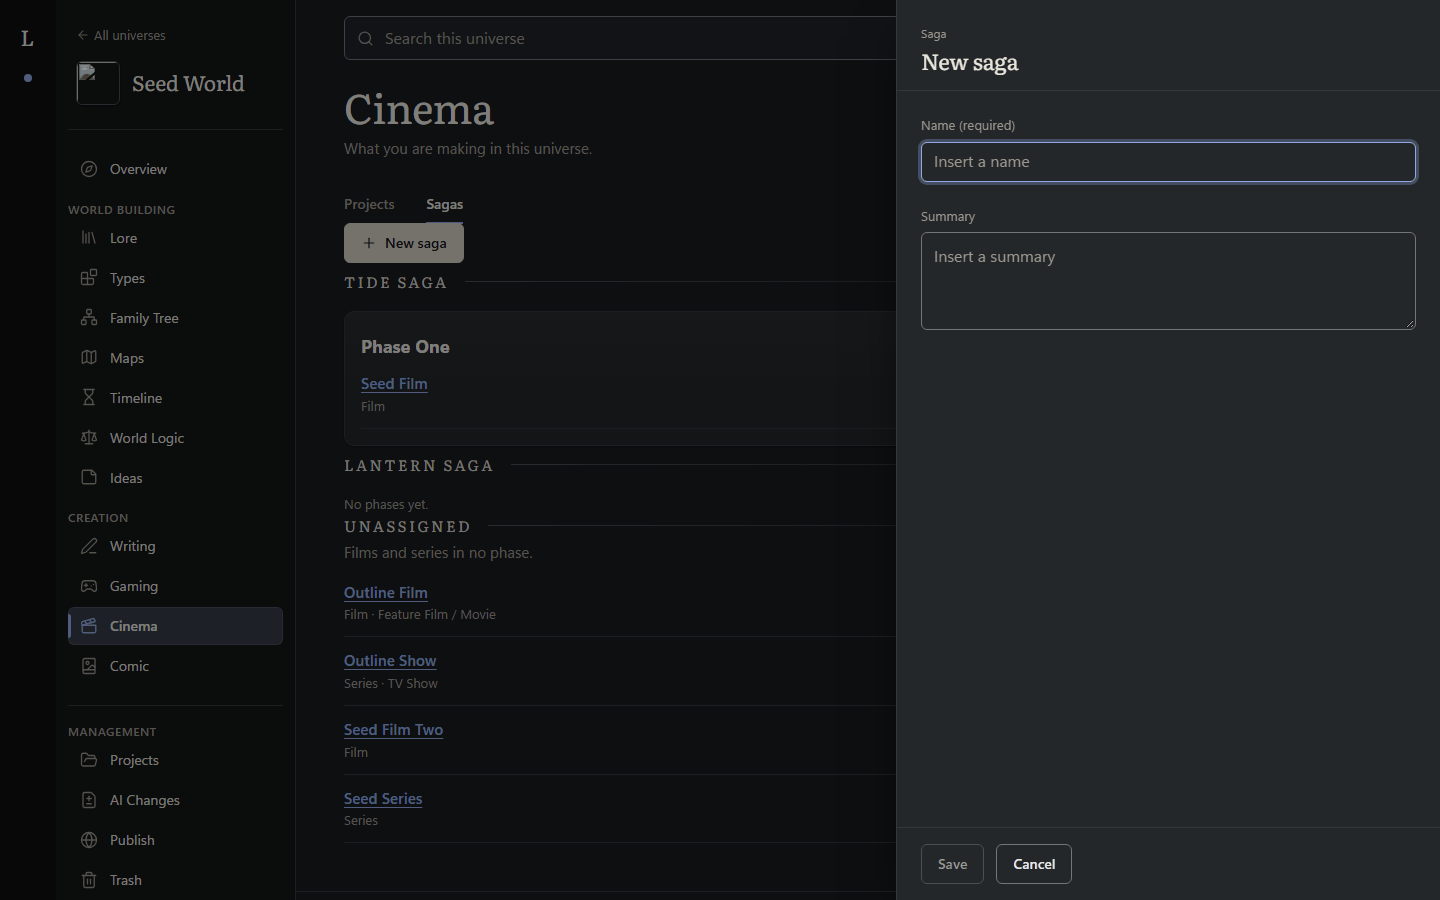 L
All universes
Seed World
Overview
WORLD BUILDING
Lore
Types
Family Tree
Maps
Timeline
World Logic
Ideas
CREATION
Writing
Gaming
Cinema
Comic
MANAGEMENT
Projects
AI Changes
Publish
Trash
Search this universe
Cinema
What you are making in this universe.
Projects Sagas
New saga
TIDE SAGA
Phase One
Seed Film
Film
LANTERN SAGA
No phases yet.
UNASSIGNED
Films and series in no phase.
Outline Film
Film · Feature Film / Movie
Outline Show
Series · TV Show
Seed Film Two
Film
Seed Series
Series
Saga
New saga
Name (required)
Insert a name
Summary
Insert a summary
Save Cancel